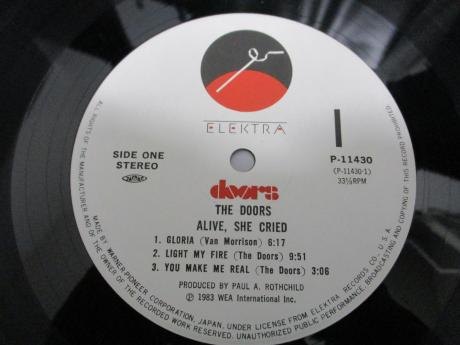 ELEKTRA
SIDE ONE
STEREO
I
P-11430
(P-11430-1)
33⅓RPM
doors
THE DOORS
ALIVE, SHE CRIED
1. GLORIA (Van Morrison) 6:17
2. LIGHT MY FIRE (The Doors) 9:51
3. YOU MAKE ME REAL (The Doors) 3:06
PRODUCED BY PAUL A. ROTHCHILD
℗ 1983 WEA International Inc.
MADE BY WARNER-PIONEER CORPORATION, JAPAN, UNDER LICENSE FROM ELEKTRA RECORDS CO., U.S.A.
ALL RIGHTS OF THE MANUFACTURER AND OF THE OWNER OF THE RECORDED WORK RESERVED. UNAUTHORIZED PUBLIC PERFORMANCE, BROADCASTING AND COPYING OF THIS RECORD PROHIBITED.